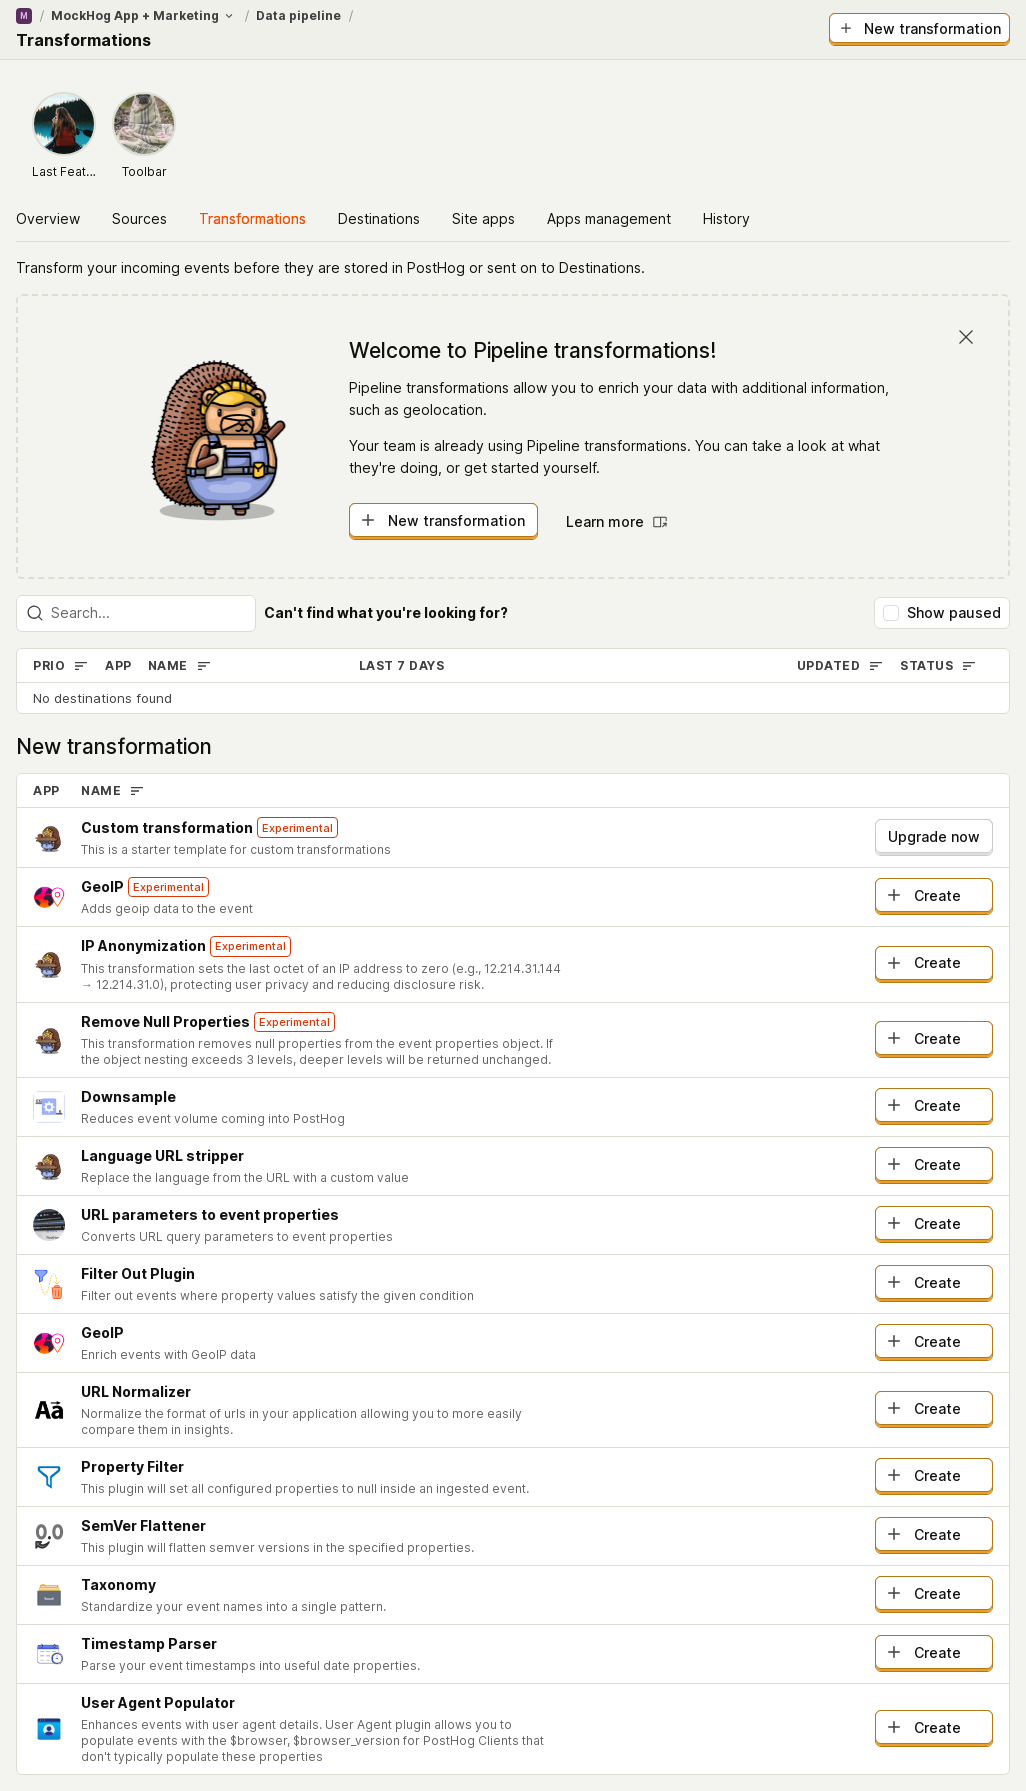 M / MockHog App + Marketing / Data pipeline /
Transformations
New transformation
Last Feat...
Toolbar
Overview
Sources
Transformations
Destinations
Site apps
Apps management
History
Transform your incoming events before they are stored in PostHog or sent on to Destinations.
Welcome to Pipeline transformations!
Pipeline transformations allow you to enrich your data with additional information,
such as geolocation.
Your team is already using Pipeline transformations. You can take a look at what
they're doing, or get started yourself.
New transformation
Learn more
Search...
Can't find what you're looking for?
Show paused
PRIO APP NAME LAST 7 DAYS UPDATED STATUS
No destinations found
New transformation
APP NAME
Custom transformation Experimental
This is a starter template for custom transformations
Upgrade now
GeoIP Experimental
Adds geoip data to the event
Create
IP Anonymization Experimental
This transformation sets the last octet of an IP address to zero (e.g., 12.214.31.144
→ 12.214.31.0), protecting user privacy and reducing disclosure risk.
Create
Remove Null Properties Experimental
This transformation removes null properties from the event properties object. If
the object nesting exceeds 3 levels, deeper levels will be returned unchanged.
Create
Downsample
Reduces event volume coming into PostHog
Create
Language URL stripper
Replace the language from the URL with a custom value
Create
URL parameters to event properties
Converts URL query parameters to event properties
Create
Filter Out Plugin
Filter out events where property values satisfy the given condition
Create
GeoIP
Enrich events with GeoIP data
Create
Aa
URL Normalizer
Normalize the format of urls in your application allowing you to more easily
compare them in insights.
Create
Property Filter
This plugin will set all configured properties to null inside an ingested event.
Create
0.0
SemVer Flattener
This plugin will flatten semver versions in the specified properties.
Create
Taxonomy
Standardize your event names into a single pattern.
Create
Timestamp Parser
Parse your event timestamps into useful date properties.
Create
User Agent Populator
Enhances events with user agent details. User Agent plugin allows you to
populate events with the $browser, $browser_version for PostHog Clients that
don't typically populate these properties
Create